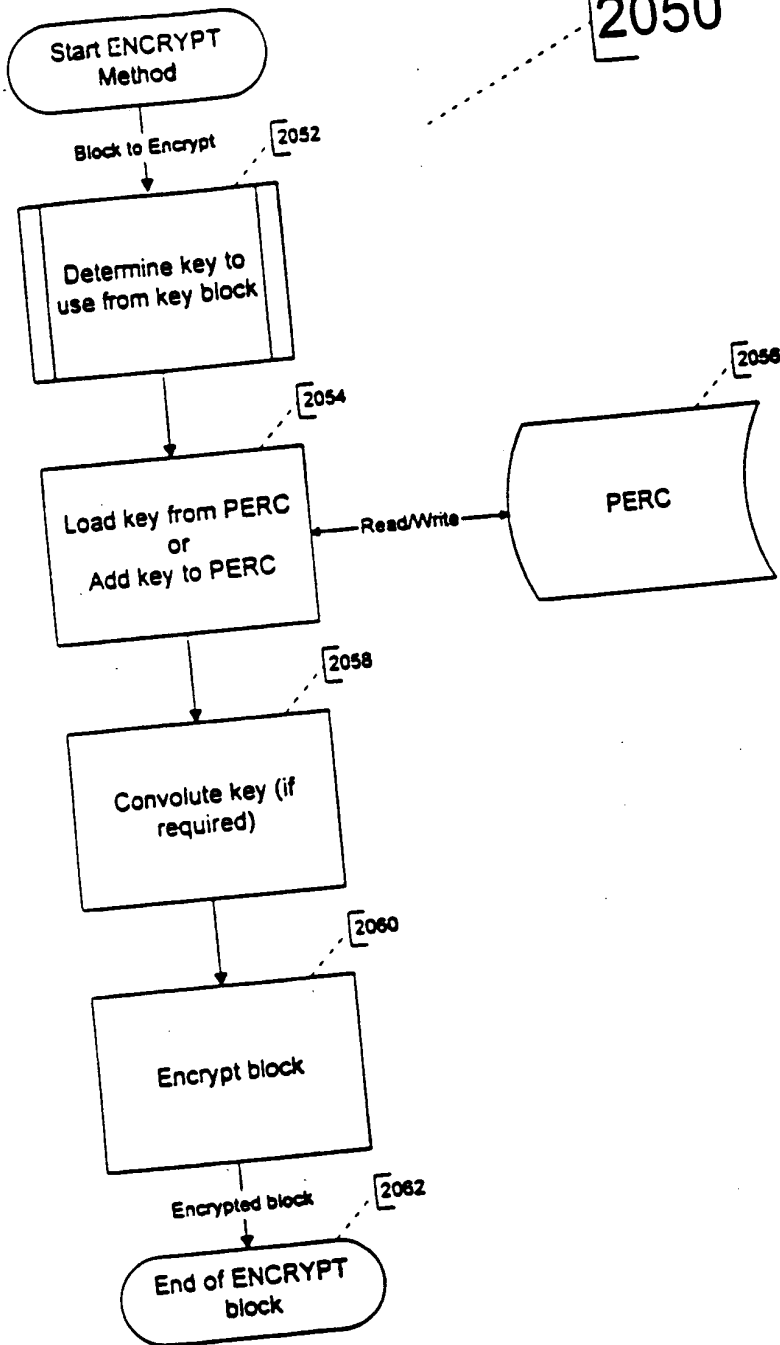 2050
Start ENCRYPT
Method
Block to Encrypt
2052
Determine key to
use from key block
2054
Load key from PERC
or
Add key to PERC
Read/Write
2056
PERC
2058
Convolute key (if
required)
2060
Encrypt block
Encrypted block
2062
End of ENCRYPT
block